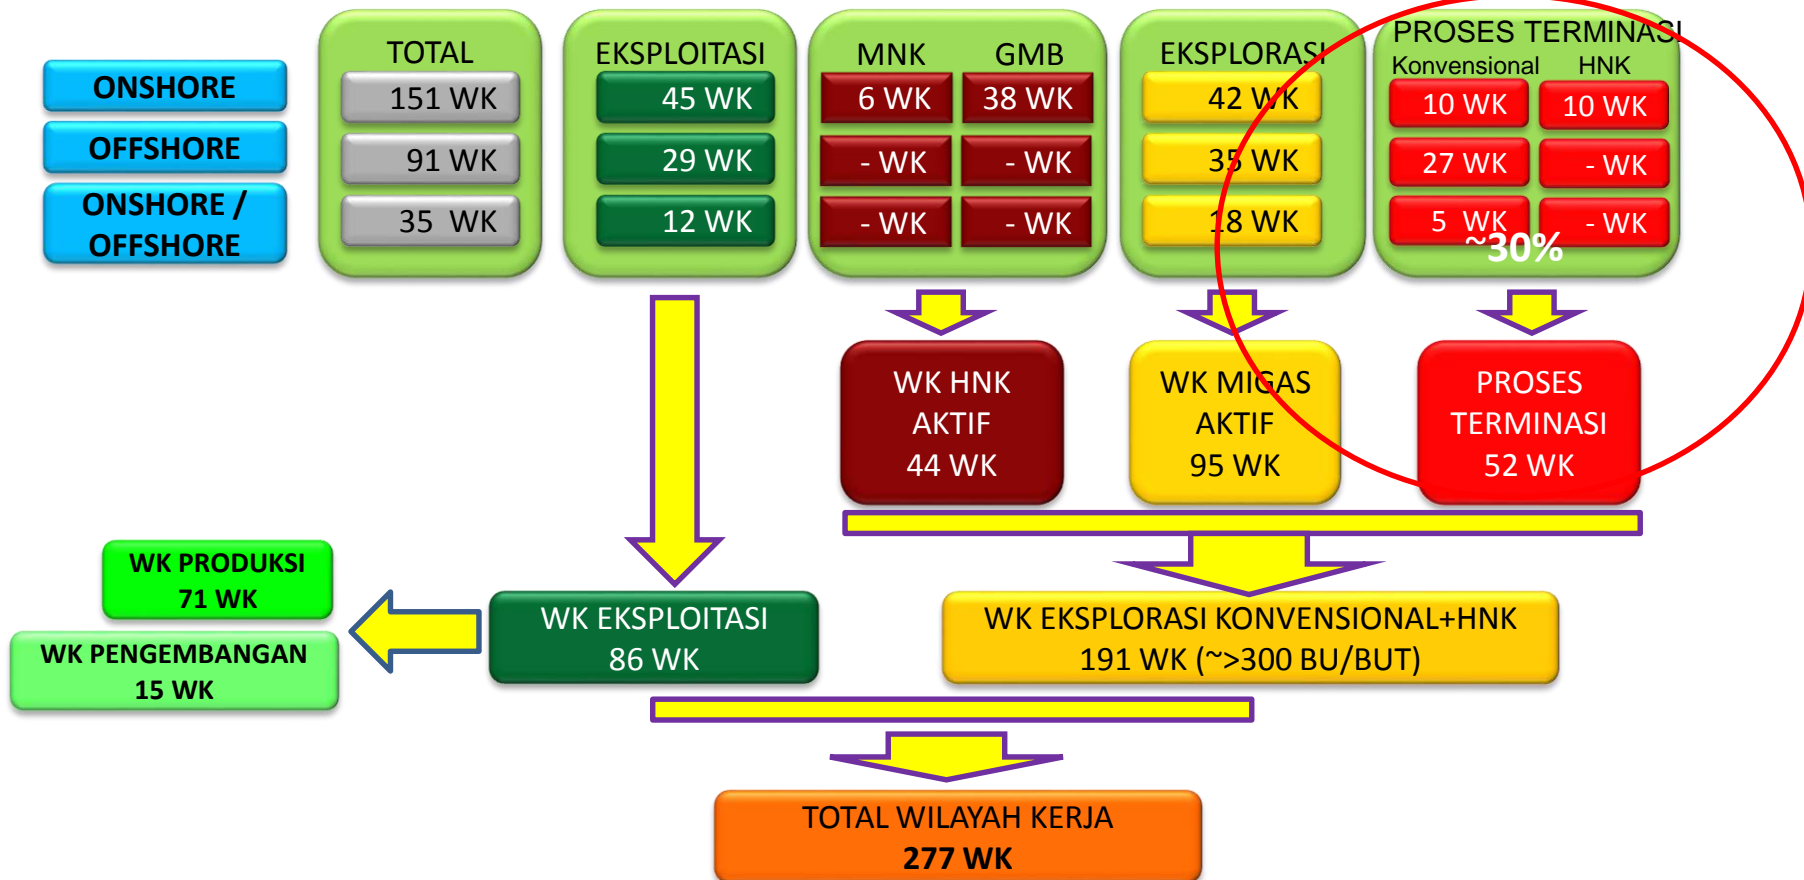 TOTAL
EKSPLOITASI
MNK GMB
EKSPLORASI
PROSES TERMINASI
Konvensional HNK
ONSHORE
151 WK
45 WK
6 WK
38 WK
42 WK
10 WK
10 WK
OFFSHORE
91 WK
29 WK
- WK
- WK
35 WK
27 WK
- WK
ONSHORE /
OFFSHORE
35 WK
12 WK
- WK
- WK
18 WK
5 WK
- WK
~30%
WK HNK
AKTIF
44 WK
WK MIGAS
AKTIF
95 WK
PROSES
TERMINASI
52 WK
WK PRODUKSI
71 WK
WK PENGEMBANGAN
15 WK
WK EKSPLOITASI
86 WK
WK EKSPLORASI KONVENSIONAL+HNK
191 WK (~>300 BU/BUT)
TOTAL WILAYAH KERJA
277 WK